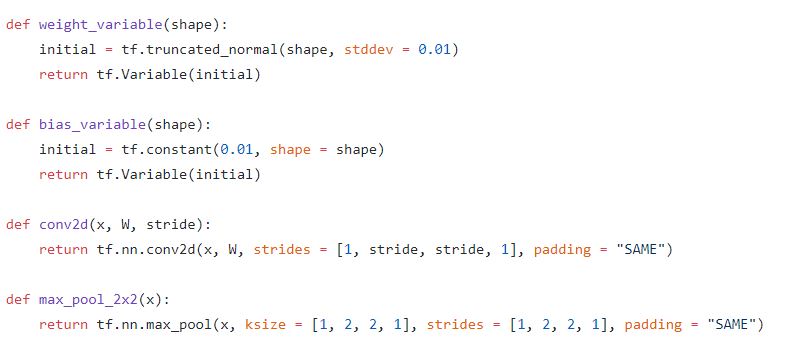 def weight_variable(shape):
    initial = tf.truncated_normal(shape, stddev = 0.01)
    return tf.Variable(initial)

def bias_variable(shape):
    initial = tf.constant(0.01, shape = shape)
    return tf.Variable(initial)

def conv2d(x, W, stride):
    return tf.nn.conv2d(x, W, strides = [1, stride, stride, 1], padding = "SAME")

def max_pool_2x2(x):
    return tf.nn.max_pool(x, ksize = [1, 2, 2, 1], strides = [1, 2, 2, 1], padding = "SAME")